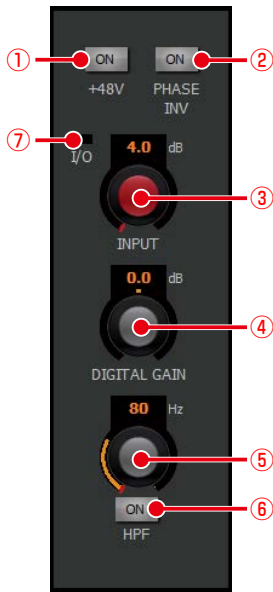 ① ON ON ②
+48V PHASE
INV
⑦
I/O 4.0 dB
③
INPUT
0.0 dB
④
DIGITAL GAIN
80 Hz
⑤
ON ⑥
HPF